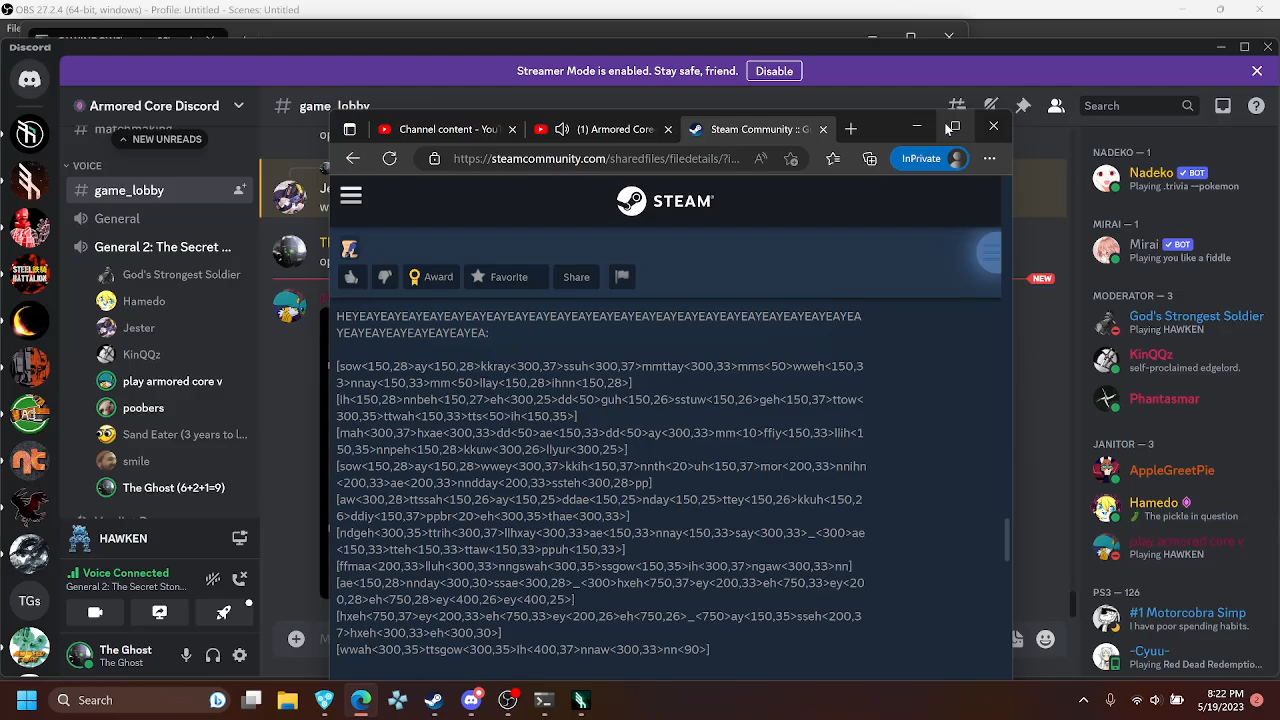 OBS 27.2.4 (64-bit, windows) - Profile: Untitled - Scenes: Untitled
File
Discord
Streamer Mode is enabled. Stay safe, friend.
Disable
Armored Core Discord
# game_lobby
Search
matchmaking
NEW UNREADS
VOICE
game_lobby
General
General 2: The Secret ...
God's Strongest Soldier
Hamedo
Jester
KinQQz
play armored core v
poobers
Sand Eater (3 years to l...
smile
The Ghost (6+2+1=9)
HAWKEN
Voice Connected
General 2: The Secret Ston...
TGs
The Ghost
The Ghost
Channel content - You
(1) Armored Core
Steam Community :: G
https://steamcommunity.com/sharedfiles/filedetails/?i...
InPrivate
STEAM
Award
Favorite
Share
HEYEAYEAYEAYEAYEAYEAYEAYEAYEAYEAYEAYEAYEAYEAYEAYEAYEAYEAYEAYEAYEAYEAYEAYEA
YEAYEAYEAYEAYEAYEAYEA:
[sow<150,28>ay<150,28>kkray<300,37>ssuh<300,37>mmttay<300,33>mms<50>wweh<150,3
3>nnay<150,33>mm<50>llay<150,28>ihnn<150,28>]
[lh<150,28>nnbeh<150,27>eh<300,25>dd<50>guh<150,26>sstuw<150,26>geh<150,37>ttow<
300,35>ttwah<150,33>tts<50>ih<150,35>]
[mah<300,37>hxae<300,33>dd<50>ae<150,33>dd<50>ay<300,33>mm<10>ffiy<150,33>llih<1
50,35>nnpeh<150,28>kkuw<300,26>llyur<300,25>]
[sow<150,28>ay<150,28>wwey<300,37>kkih<150,37>nnth<20>uh<150,37>mor<200,33>nnihn
<200,33>ae<200,33>nndday<300,28>ssteh<300,28>pp]
[aw<300,28>ttssah<150,26>ay<150,25>ddae<150,25>nday<150,25>ttey<150,26>kkuh<150,2
6>ddiy<150,37>ppbr<20>eh<300,35>thae<300,33>]
[ndgeh<300,35>ttrih<300,37>llhxay<300,33>ae<150,33>nnay<150,33>say<300,33>_<300>ae
<150,33>tteh<150,33>ttaw<150,33>ppuh<150,33>]
[ffmaa<200,33>lluh<300,33>nngswah<300,35>ssgow<150,35>ih<300,37>ngaw<300,33>nn]
[ae<150,28>nnday<300,30>ssae<300,28>_<300>hxeh<750,37>ey<200,33>eh<750,33>ey<20
0,28>eh<750,28>ey<400,26>ey<400,25>]
[hxeh<750,37>ey<200,33>eh<750,33>ey<200,26>eh<750,26>_<750>ay<150,35>sseh<200,3
7>hxeh<300,33>eh<300,30>]
[wwah<300,35>ttsgow<300,35>lh<400,37>nnaw<300,33>nn<90>]
NEW
NADEKO — 1
Nadeko BOT
Playing .trivia --pokemon
MIRAI — 1
Mirai BOT
Playing you like a fiddle
MODERATOR — 3
God's Strongest Soldier
Playing HAWKEN
KinQQz
self-proclaimed edgelord.
Phantasmar
JANITOR — 3
AppleGreetPie
Hamedo
The pickle in question
play armored core v
Playing HAWKEN
PS3 — 126
#1 Motorcobra Simp
I have poor spending habits.
-Cyuu-
Playing Red Dead Redemptio...
Search
8:22 PM
5/19/2023
2